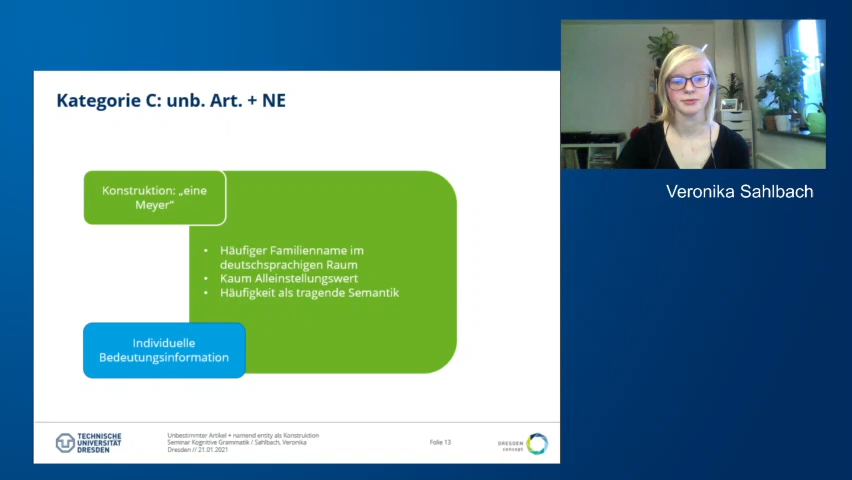 Kategorie C: unb. Art. + NE
Konstruktion: „eine
Meyer“
• Häufiger Familienname im
deutschsprachigen Raum
• Kaum Alleinstellungswert
• Häufigkeit als tragende Semantik
Individuelle
Bedeutungsinformation
TECHNISCHE
UNIVERSITÄT
DRESDEN
Unbestimmter Artikel + namend entity als Konstruktion
Seminar Kognitive Grammatik / Sahlbach, Veronika
Dresden // 21.01.2021
Folie 13
DRESDEN
concept
Veronika Sahlbach